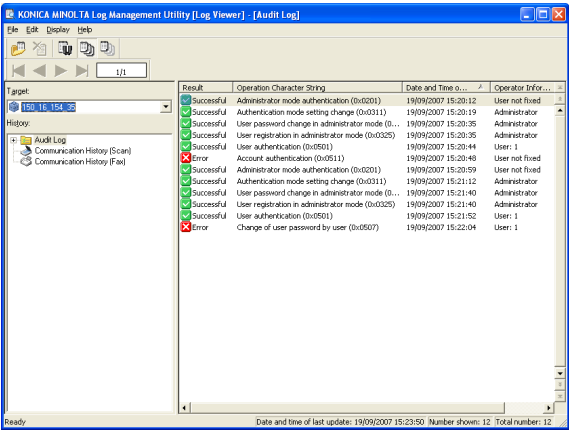 KONICA MINOLTA Log Management Utility [Log Viewer] - [Audit Log]
File Edit Display Help
1/1
Target:
150_16_154_35
History:
Audit Log
Communication History (Scan)
Communication History (Fax)
Result Operation Character String Date and Time o... Operator Infor...
Successful Administrator mode authentication (0x0201) 19/09/2007 15:20:12 User not fixed
Successful Authentication mode setting change (0x0311) 19/09/2007 15:20:19 Administrator
Successful User password change in administrator mode (0... 19/09/2007 15:20:35 Administrator
Successful User registration in administrator mode (0x0325) 19/09/2007 15:20:35 Administrator
Successful User authentication (0x0501) 19/09/2007 15:20:44 User: 1
Error Account authentication (0x0511) 19/09/2007 15:20:48 User not fixed
Successful Administrator mode authentication (0x0201) 19/09/2007 15:20:59 User not fixed
Successful Authentication mode setting change (0x0311) 19/09/2007 15:21:12 Administrator
Successful User password change in administrator mode (0... 19/09/2007 15:21:40 Administrator
Successful User registration in administrator mode (0x0325) 19/09/2007 15:21:40 Administrator
Successful User authentication (0x0501) 19/09/2007 15:21:52 User: 1
Error Change of user password by user (0x0507) 19/09/2007 15:22:04 User: 1
Ready Date and time of last update: 19/09/2007 15:23:50 Number shown: 12 Total number: 12